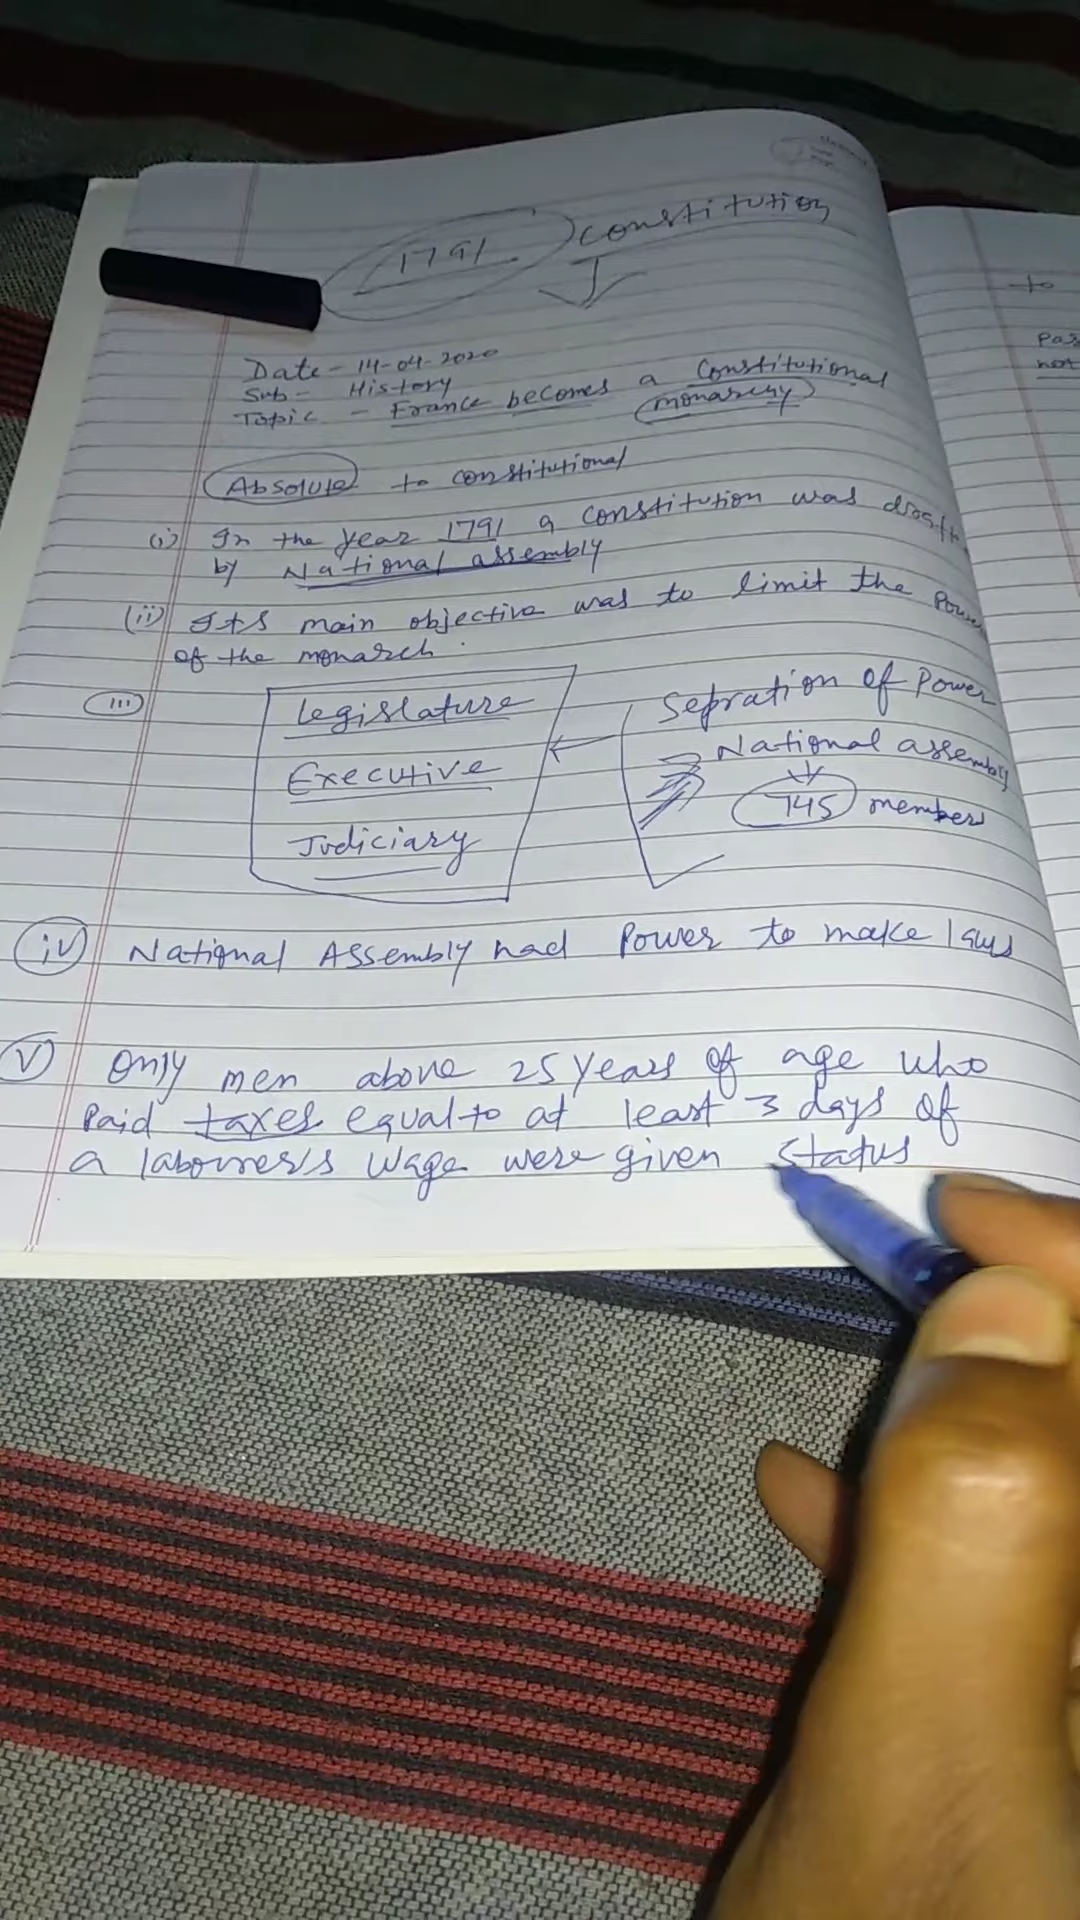 1791 constitution
Date - 14-04-2020
Sub - History
Topic - France becomes a constitutional
monarchy
Absolute to constitutional
(i) In the year 1791 a constitution was
by National assembly
(ii) Its main objective was to limit the Power
of the monarch.
(iii)
Legislature
Executive
Judiciary
Sepration of Power
National assembly
745 members
(iv) National Assembly had Power to make laws
(v) Only men above 25 Years of age who
Paid taxes equal to at least 3 days of
a labourer's wage were given status
to
not